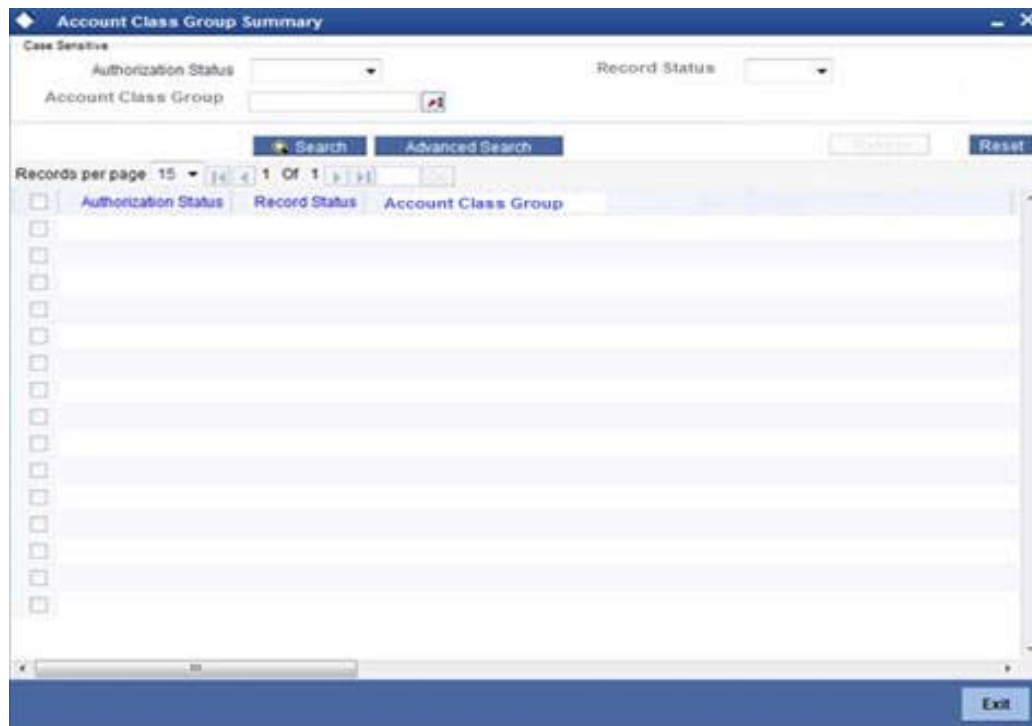 Account Class Group Summary
Case Sensitive
Authorization Status
Record Status
Account Class Group
Search
Advanced Search
Reset
Records per page 15 1 Of 1
Authorization Status Record Status Account Class Group
Exit